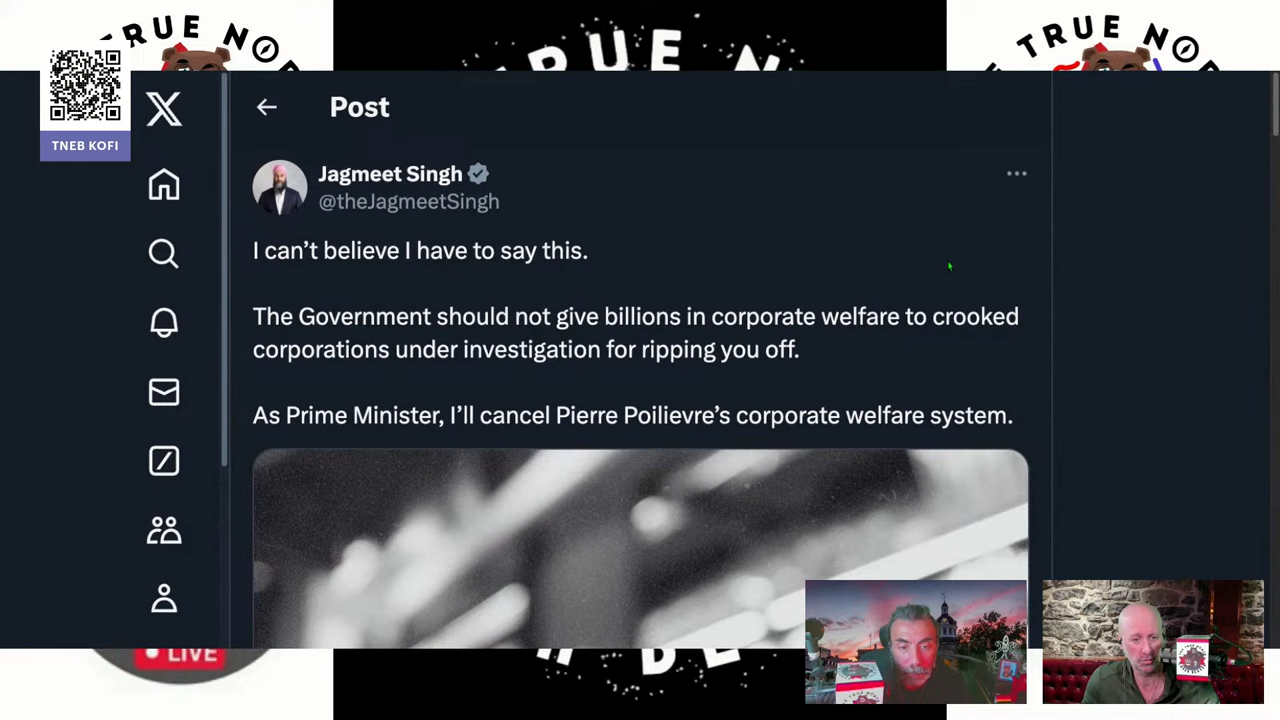 TRUE NO
TRUE N
TRUE NO
TNEB KOFI
Post
Jagmeet Singh
@theJagmeetSingh
I can’t believe I have to say this.
The Government should not give billions in corporate welfare to crooked
corporations under investigation for ripping you off.
As Prime Minister, I’ll cancel Pierre Poilievre’s corporate welfare system.
LIVE